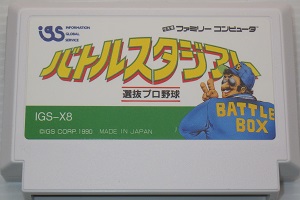 iGS
INFORMATION
GLOBAL
SERVICE
ファミリー コンピュータ
バトルスタジアム
選抜プロ野球
BATTLE
BOX
IGS-X8
©IGS CORP. 1990 MADE IN JAPAN